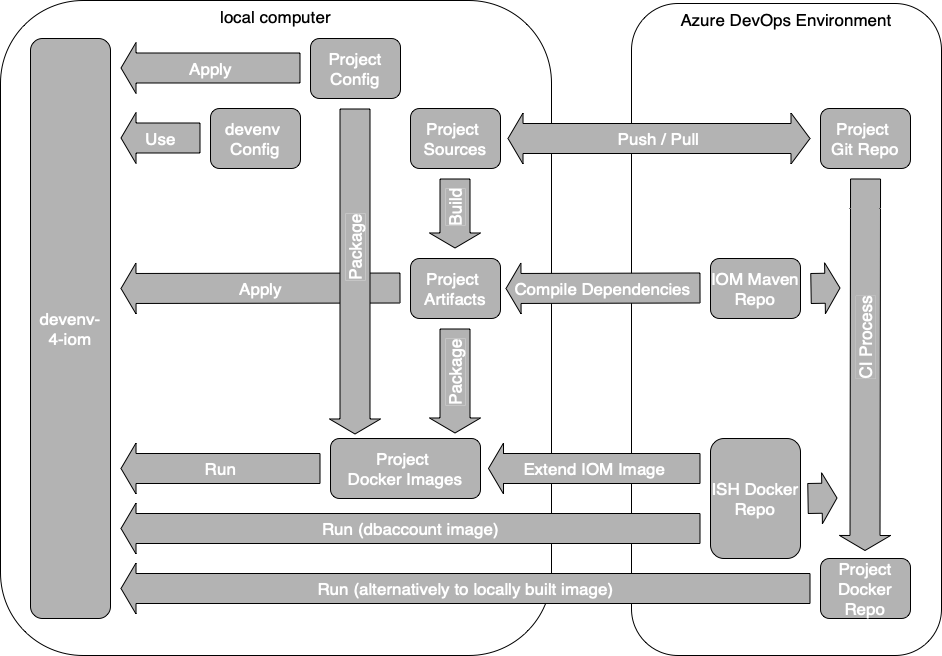 local computer
Azure DevOps Environment
Apply
Project
Config
Use
devenv
Config
Project
Sources
Push / Pull
Project
Git Repo
Build
Package
Apply
Project
Artifacts
Compile Dependencies
IOM Maven
Repo
devenv-
4-iom
CI Process
Package
Run
Project
Docker Images
Extend IOM Image
ISH Docker
Repo
Run (dbaccount image)
Run (alternatively to locally built image)
Project
Docker
Repo